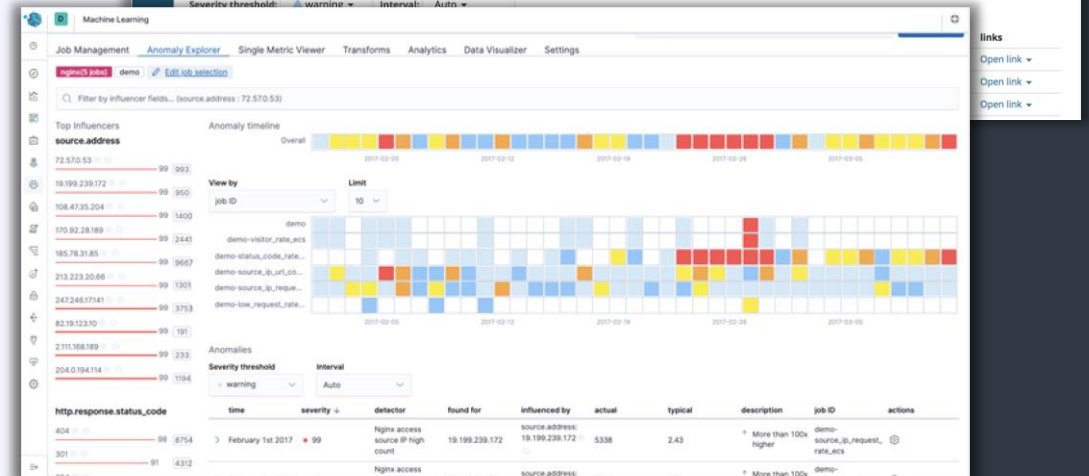 Severity threshold: warning Interval: Auto
links
Open link
Open link
Open link
D Machine Learning
Job Management Anomaly Explorer Single Metric Viewer Transforms Analytics Data Visualizer Settings
nginx(5 jobs) demo Edit job selection
Filter by influencer fields... (source.address : 72.57.0.53)
Top Influencers
source.address
72.57.0.53
99 993
19.199.239.172
99 950
108.47.35.204
99 1400
170.92.28.189
99 2441
185.78.31.85
99 9667
213.223.20.66
99 1301
247.246.17.141
99 3753
82.19.123.10
99 191
2.111.168.189
99 233
204.0.194.114
99 1194
http.response.status_code
404
98 8754
301
91 4312
Anomaly timeline
Overall
2017-02-05 2017-02-12 2017-02-19 2017-02-26 2017-03-05
View by Limit
job ID 10
demo
demo-visitor_rate_ecs
demo-status_code_rate...
demo-source_ip_url_co...
demo-source_ip_reque...
demo-low_request_rate...
2017-02-05 2017-02-12 2017-02-19 2017-02-26 2017-03-05
Anomalies
Severity threshold Interval
warning Auto
time severity detector found for influenced by actual typical description job ID actions
February 1st 2017 99 Nginx access source IP high count 19.199.239.172 source.address: 19.199.239.172 5338 2.43 More than 100x higher demo-source_ip_request_rate_ecs
Nginx access source.address: More than 100x demo-